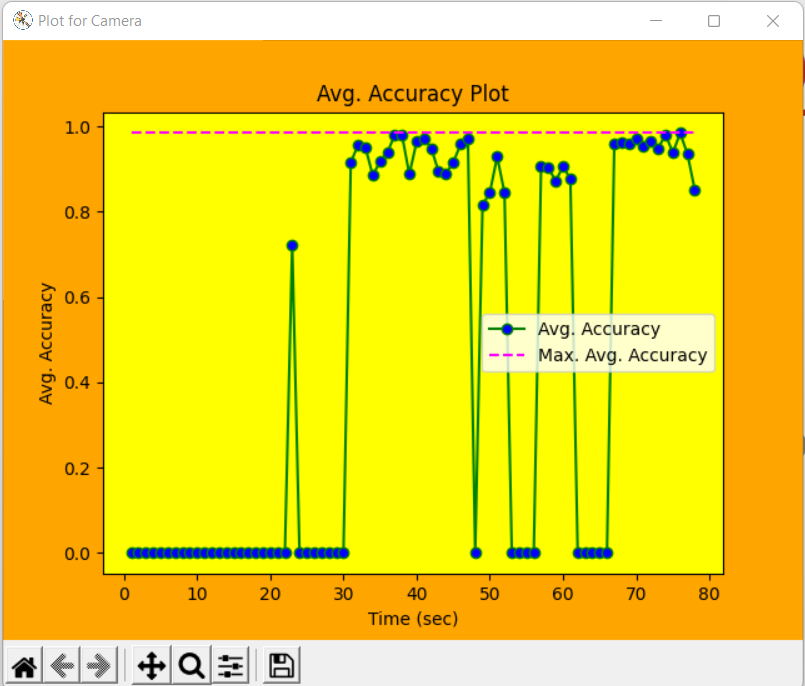 Plot for Camera
Avg. Accuracy Plot
1.0
0.8
0.6
0.4
0.2
0.0
Avg. Accuracy
Avg. Accuracy
Max. Avg. Accuracy
0 10 20 30 40 50 60 70 80
Time (sec)